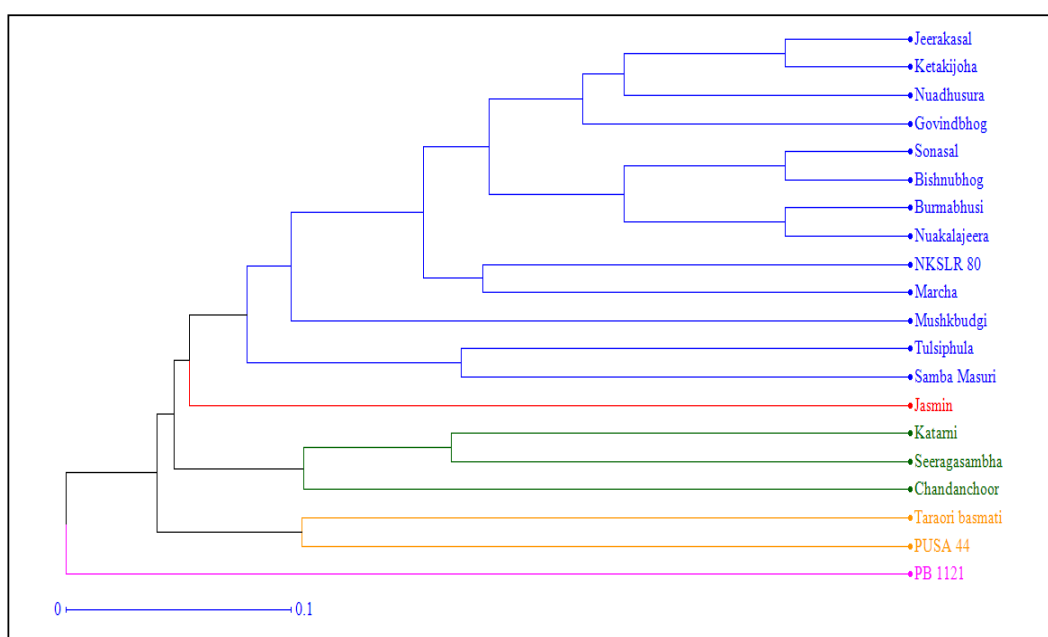 Jeerakasal
Ketakijoha
Nuadhusura
Govindbhog
Sonasal
Bishnubhog
Burmabhusi
Nuakalajeera
NKSLR 80
Marcha
Mushkbudgi
Tulsiphula
Samba Masuri
Jasmin
Katarni
Seeragasambha
Chandanchoor
Taraori basmati
PUSA 44
PB 1121
0 0.1